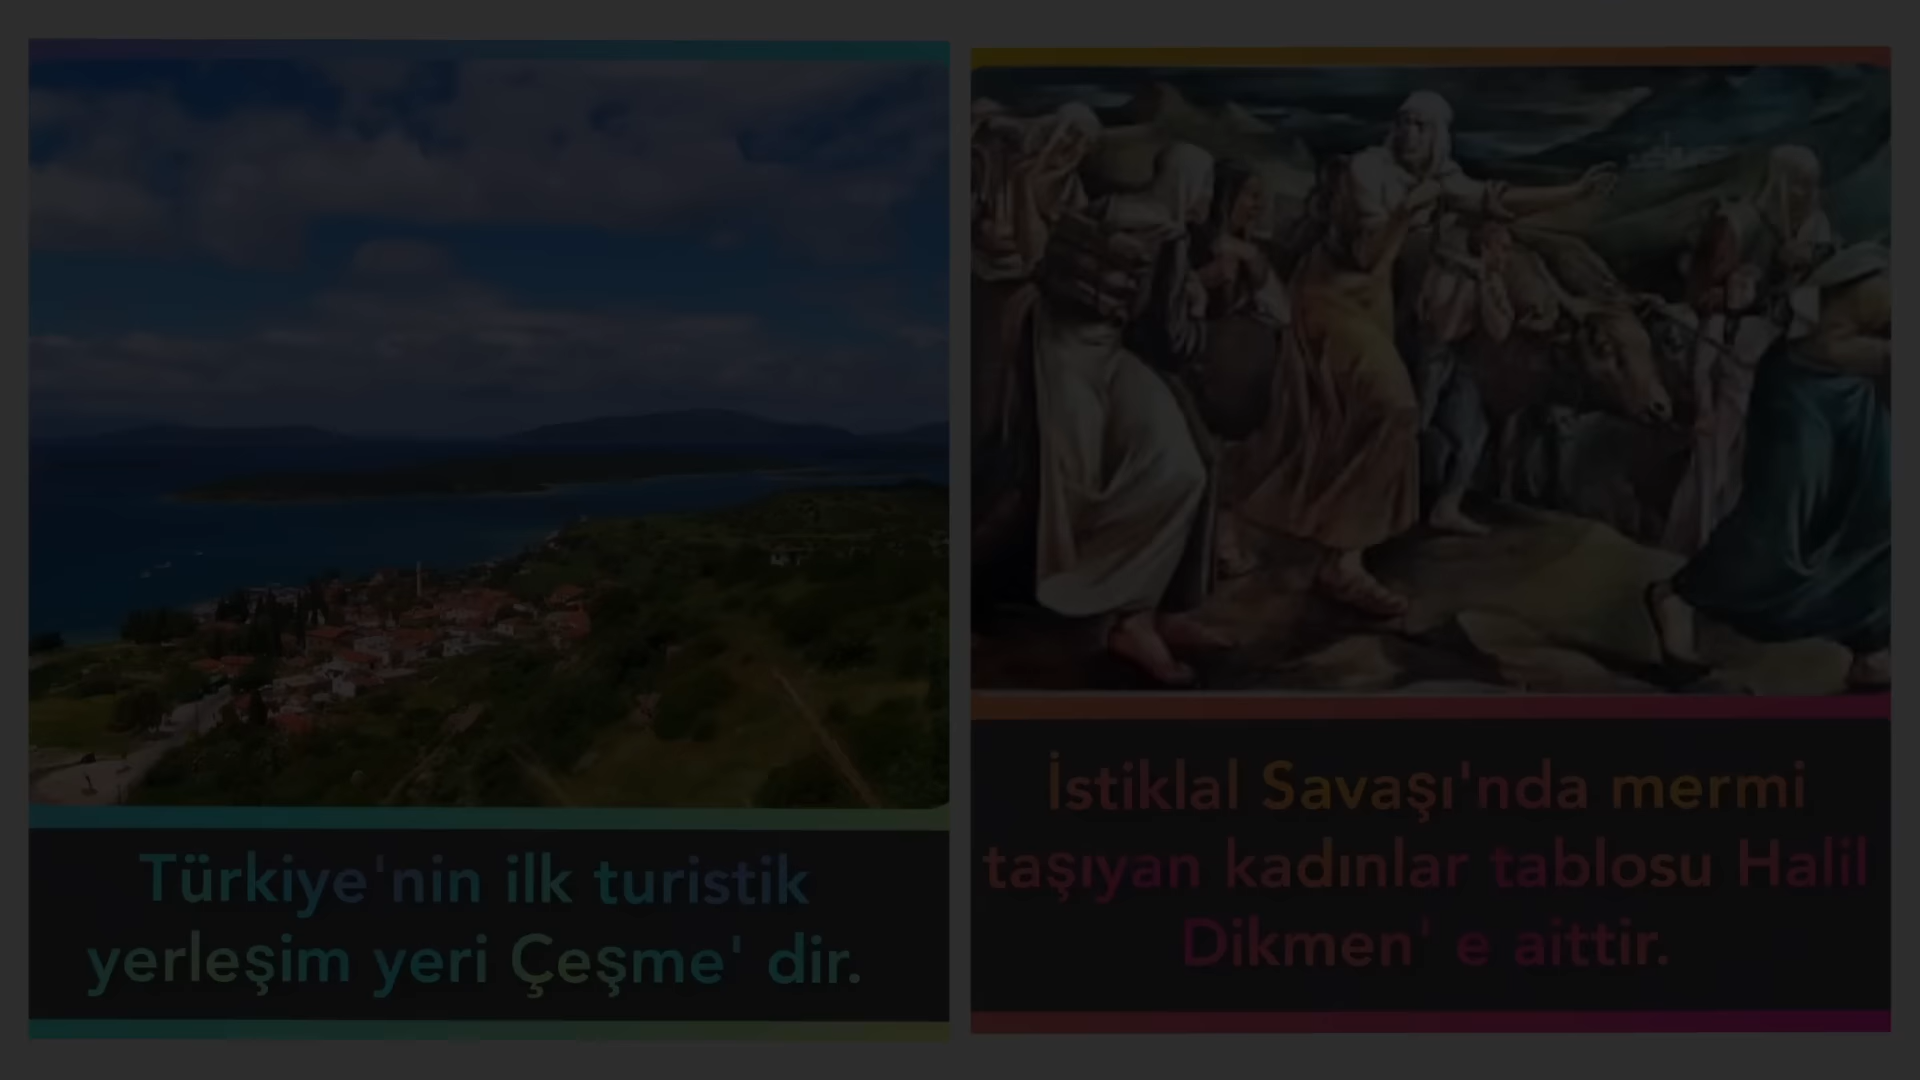 Türkiye'nin ilk turistik
yerleşim yeri Çeşme' dir.
İstiklal Savaşı'nda mermi
taşıyan kadınlar tablosu Halil
Dikmen' e aittir.